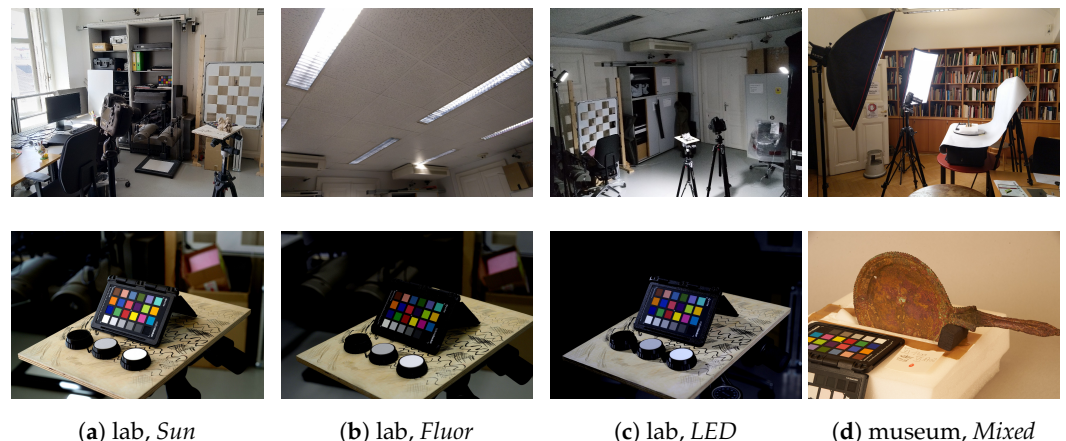 (a) lab, Sun
(b) lab, Fluor
(c) lab, LED
(d) museum, Mixed